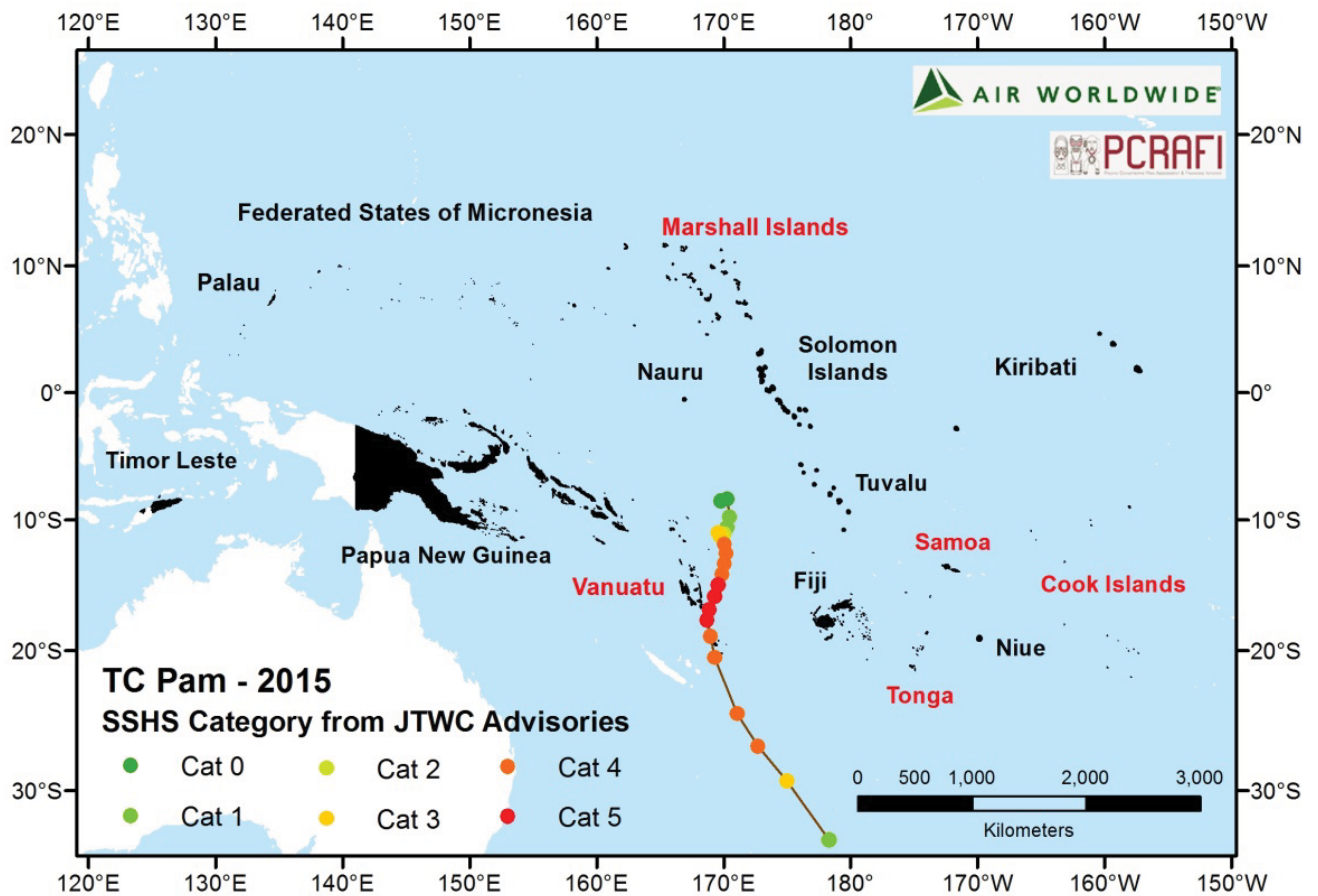 120°E 130°E 140°E 150°E 160°E 170°E 180° 170°W 160°W 150°W
AIR WORLDWIDE
PCRAFI
20°N 20°N
Federated States of Micronesia
Marshall Islands
10°N 10°N
Palau
Solomon
Islands
Nauru
Kiribati
0° 0°
Timor Leste
Tuvalu
10°S 10°S
Papua New Guinea
Samoa
Vanuatu
Fiji
Cook Islands
20°S 20°S
Niue
Tonga
TC Pam - 2015
SSHS Category from JTWC Advisories
Cat 0 Cat 2 Cat 4
Cat 1 Cat 3 Cat 5
30°S 30°S
0 500 1,000 2,000 3,000
Kilometers
120°E 130°E 140°E 150°E 160°E 170°E 180° 170°W 160°W 150°W